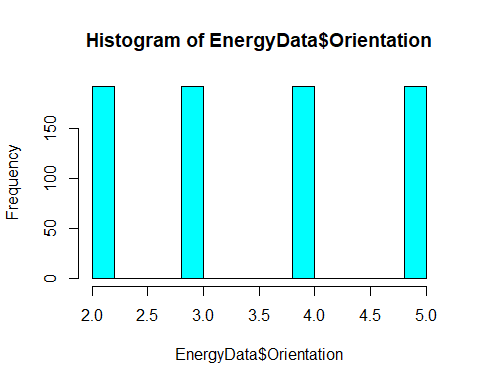 Histogram of EnergyData$Orientation
Frequency
150
100
50
0
2.0 2.5 3.0 3.5 4.0 4.5 5.0
EnergyData$Orientation